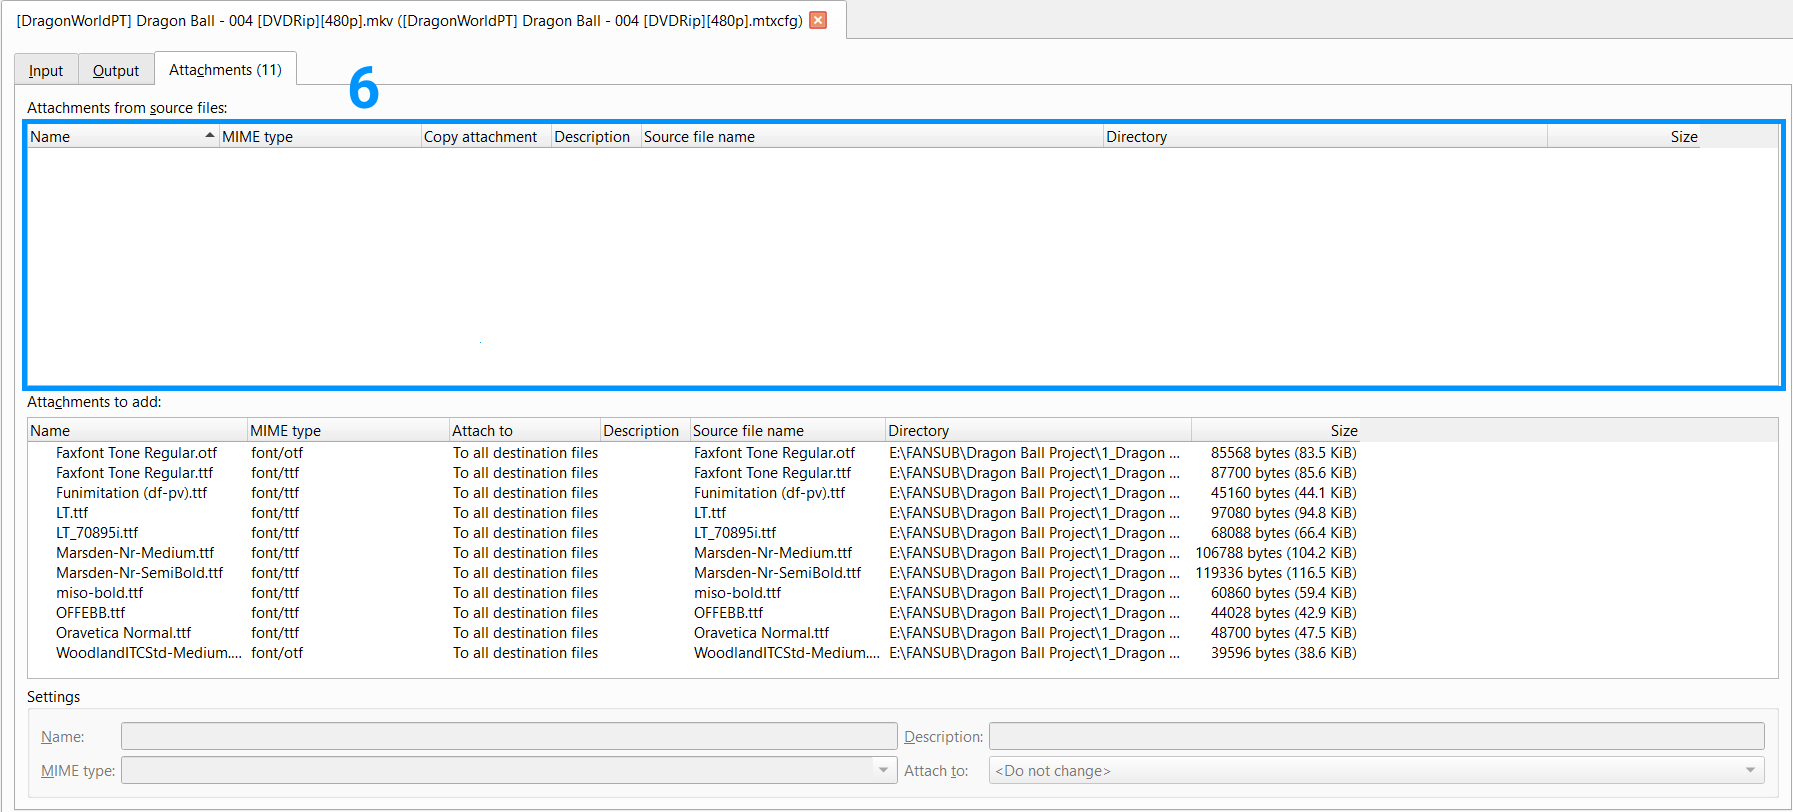 [DragonWorldPT] Dragon Ball - 004 [DVDRip][480p].mkv ([DragonWorldPT] Dragon Ball - 004 [DVDRip][480p].mtxcfg)
Input Output Attachments (11)
6
Attachments from source files:
Name MIME type Copy attachment Description Source file name Directory Size
Attachments to add:
Name MIME type Attach to Description Source file name Directory Size
Faxfont Tone Regular.otf font/otf To all destination files Faxfont Tone Regular.otf E:\FANSUB\Dragon Ball Project\1_Dragon ... 85568 bytes (83.5 KiB)
Faxfont Tone Regular.ttf font/ttf To all destination files Faxfont Tone Regular.ttf E:\FANSUB\Dragon Ball Project\1_Dragon ... 87700 bytes (85.6 KiB)
Funimitation (df-pv).ttf font/ttf To all destination files Funimitation (df-pv).ttf E:\FANSUB\Dragon Ball Project\1_Dragon ... 45160 bytes (44.1 KiB)
LT.ttf font/ttf To all destination files LT.ttf E:\FANSUB\Dragon Ball Project\1_Dragon ... 97080 bytes (94.8 KiB)
LT_70895i.ttf font/ttf To all destination files LT_70895i.ttf E:\FANSUB\Dragon Ball Project\1_Dragon ... 68088 bytes (66.4 KiB)
Marsden-Nr-Medium.ttf font/ttf To all destination files Marsden-Nr-Medium.ttf E:\FANSUB\Dragon Ball Project\1_Dragon ... 106788 bytes (104.2 KiB)
Marsden-Nr-SemiBold.ttf font/ttf To all destination files Marsden-Nr-SemiBold.ttf E:\FANSUB\Dragon Ball Project\1_Dragon ... 119336 bytes (116.5 KiB)
miso-bold.ttf font/ttf To all destination files miso-bold.ttf E:\FANSUB\Dragon Ball Project\1_Dragon ... 60860 bytes (59.4 KiB)
OFFEBB.ttf font/ttf To all destination files OFFEBB.ttf E:\FANSUB\Dragon Ball Project\1_Dragon ... 44028 bytes (42.9 KiB)
Oravetica Normal.ttf font/ttf To all destination files Oravetica Normal.ttf E:\FANSUB\Dragon Ball Project\1_Dragon ... 48700 bytes (47.5 KiB)
WoodlandITCStd-Medium.... font/otf To all destination files WoodlandITCStd-Medium.... E:\FANSUB\Dragon Ball Project\1_Dragon ... 39596 bytes (38.6 KiB)
Settings
Name: Description:
MIME type: Attach to: <Do not change>